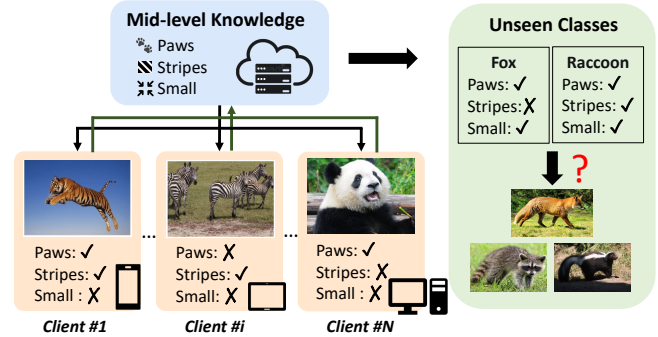 Mid-level Knowledge
Paws
Stripes
Small
Unseen Classes
Fox
Paws: ✓
Stripes: ✗
Small: ✓
Raccoon
Paws: ✓
Stripes: ✓
Small: ✓
?
Paws: ✓
Stripes: ✓
Small : ✗
Client #1
...
Paws: ✗
Stripes: ✓
Small: ✗
Client #i
...
Paws: ✓
Stripes: ✗
Small: ✗
Client #N